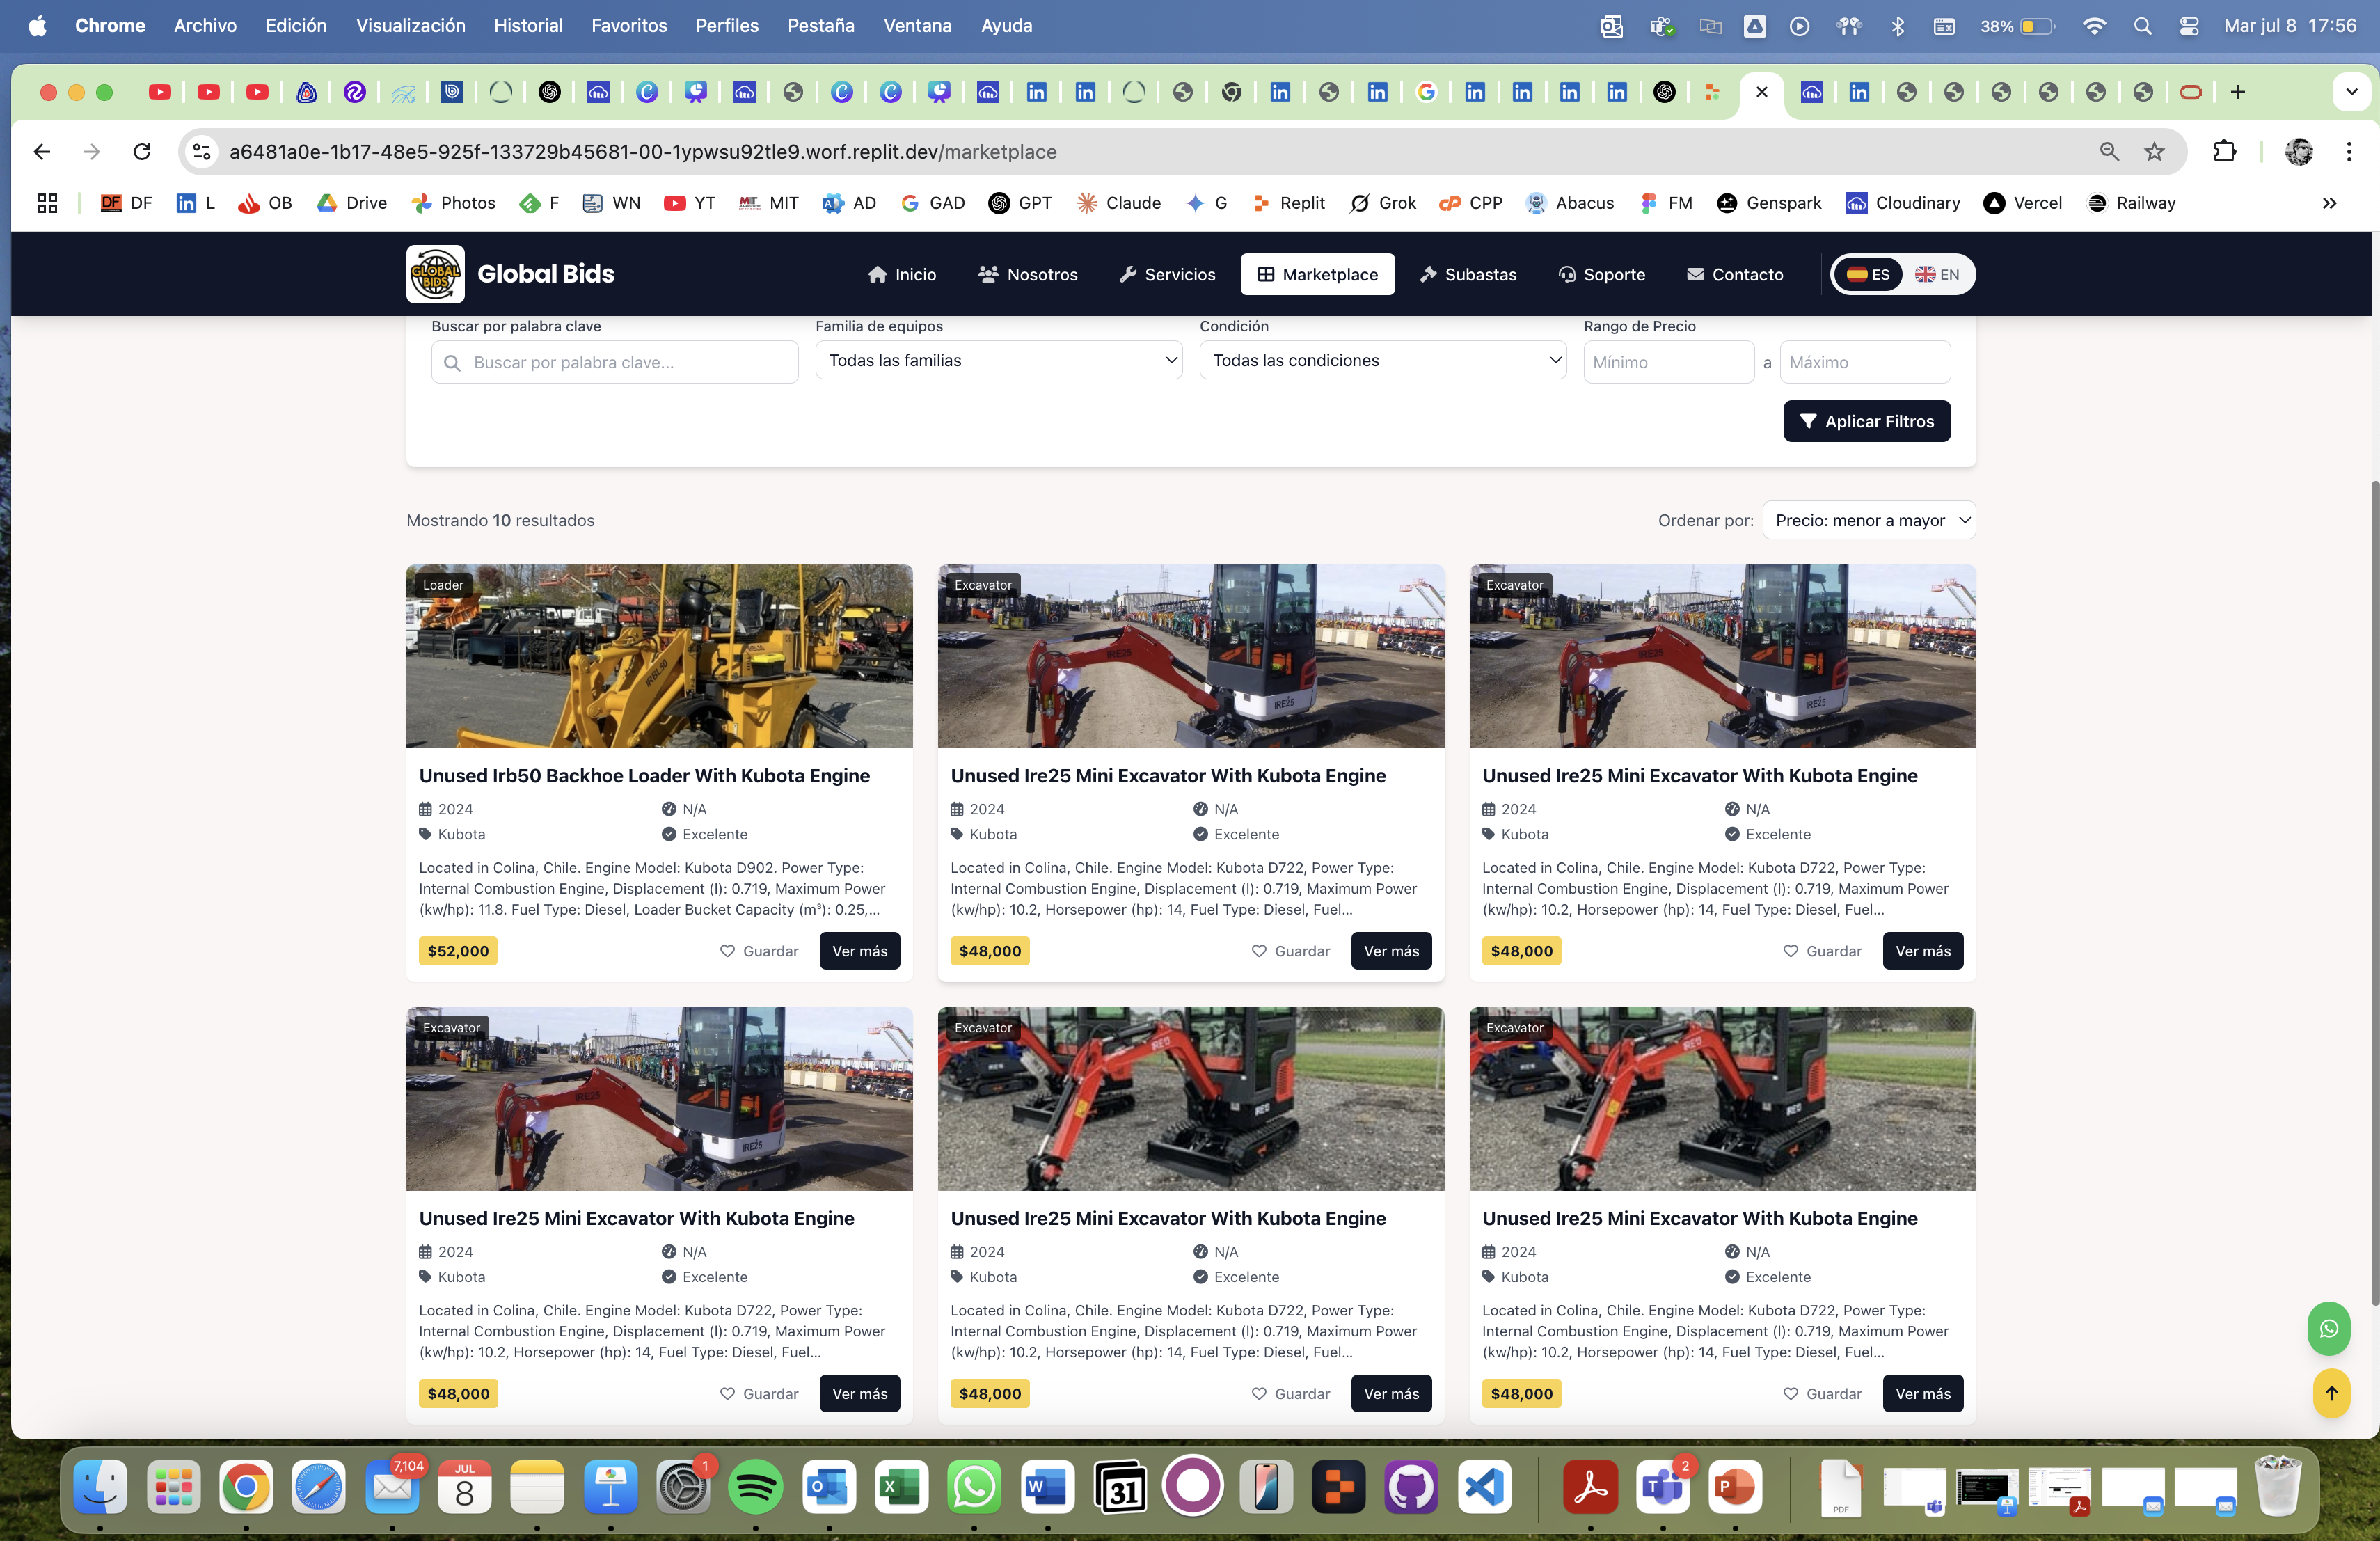 Chrome Archivo Edición Visualización Historial Favoritos Perfiles Pestaña Ventana Ayuda 38% Mar jul 8 17:56
a6481a0e-1b17-48e5-925f-133729b45681-00-1ypwsu92tle9.worf.replit.dev/marketplace
DF L OB Drive Photos F WN YT MIT AD GAD GPT Claude G Replit Grok CPP Abacus FM Genspark Cloudinary Vercel Railway
GLOBAL BIDS Global Bids Inicio Nosotros Servicios Marketplace Subastas Soporte Contacto ES EN
Buscar por palabra clave Familia de equipos Condición Rango de Precio
Buscar por palabra clave... Todas las familias Todas las condiciones Mínimo a Máximo
Aplicar Filtros
Mostrando 10 resultados Ordenar por: Precio: menor a mayor
Loader
IRBL50
Unused Irb50 Backhoe Loader With Kubota Engine
2024 N/A
Kubota Excelente
Located in Colina, Chile. Engine Model: Kubota D902. Power Type:
Internal Combustion Engine, Displacement (l): 0.719, Maximum Power
(kw/hp): 11.8. Fuel Type: Diesel, Loader Bucket Capacity (m³): 0.25,...
$52,000 Guardar Ver más
Excavator
IRE25
IRE25
Unused Ire25 Mini Excavator With Kubota Engine
2024 N/A
Kubota Excelente
Located in Colina, Chile. Engine Model: Kubota D722, Power Type:
Internal Combustion Engine, Displacement (l): 0.719, Maximum Power
(kw/hp): 10.2, Horsepower (hp): 14, Fuel Type: Diesel, Fuel...
$48,000 Guardar Ver más
Excavator
IRE25
IRE25
Unused Ire25 Mini Excavator With Kubota Engine
2024 N/A
Kubota Excelente
Located in Colina, Chile. Engine Model: Kubota D722, Power Type:
Internal Combustion Engine, Displacement (l): 0.719, Maximum Power
(kw/hp): 10.2, Horsepower (hp): 14, Fuel Type: Diesel, Fuel...
$48,000 Guardar Ver más
Excavator
IRE25
IRE25
Unused Ire25 Mini Excavator With Kubota Engine
2024 N/A
Kubota Excelente
Located in Colina, Chile. Engine Model: Kubota D722, Power Type:
Internal Combustion Engine, Displacement (l): 0.719, Maximum Power
(kw/hp): 10.2, Horsepower (hp): 14, Fuel Type: Diesel, Fuel...
$48,000 Guardar Ver más
Excavator
Unused Ire25 Mini Excavator With Kubota Engine
2024 N/A
Kubota Excelente
Located in Colina, Chile. Engine Model: Kubota D722, Power Type:
Internal Combustion Engine, Displacement (l): 0.719, Maximum Power
(kw/hp): 10.2, Horsepower (hp): 14, Fuel Type: Diesel, Fuel...
$48,000 Guardar Ver más
Excavator
Unused Ire25 Mini Excavator With Kubota Engine
2024 N/A
Kubota Excelente
Located in Colina, Chile. Engine Model: Kubota D722, Power Type:
Internal Combustion Engine, Displacement (l): 0.719, Maximum Power
(kw/hp): 10.2, Horsepower (hp): 14, Fuel Type: Diesel, Fuel...
$48,000 Guardar Ver más
7,104 JUL 8 1 31 2 PDF